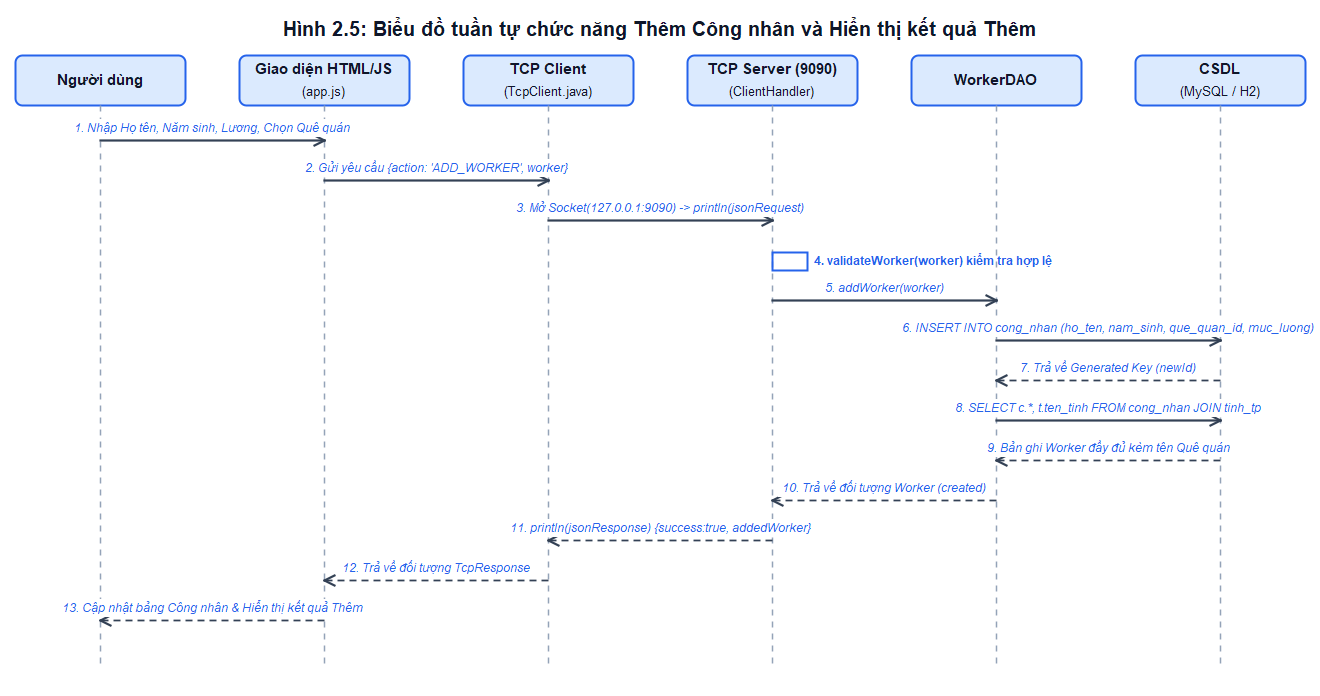 Hình 2.5: Biểu đồ tuần tự chức năng Thêm Công nhân và Hiển thị kết quả Thêm
Người dùng
Giao diện HTML/JS
(app.js)
TCP Client
(TcpClient.java)
TCP Server (9090)
(ClientHandler)
WorkerDAO
CSDL
(MySQL / H2)
1. Nhập Họ tên, Năm sinh, Lương, Chọn Quê quán
2. Gửi yêu cầu {action: 'ADD_WORKER', worker}
3. Mở Socket(127.0.0.1:9090) -> println(jsonRequest)
4. validateWorker(worker) kiểm tra hợp lệ
5. addWorker(worker)
6. INSERT INTO cong_nhan (ho_ten, nam_sinh, que_quan_id, muc_luong)
7. Trả về Generated Key (newId)
8. SELECT c.*, t.ten_tinh FROM cong_nhan JOIN tinh_tp
9. Bản ghi Worker đầy đủ kèm tên Quê quán
10. Trả về đối tượng Worker (created)
11. println(jsonResponse) {success:true, addedWorker}
12. Trả về đối tượng TcpResponse
13. Cập nhật bảng Công nhân & Hiển thị kết quả Thêm